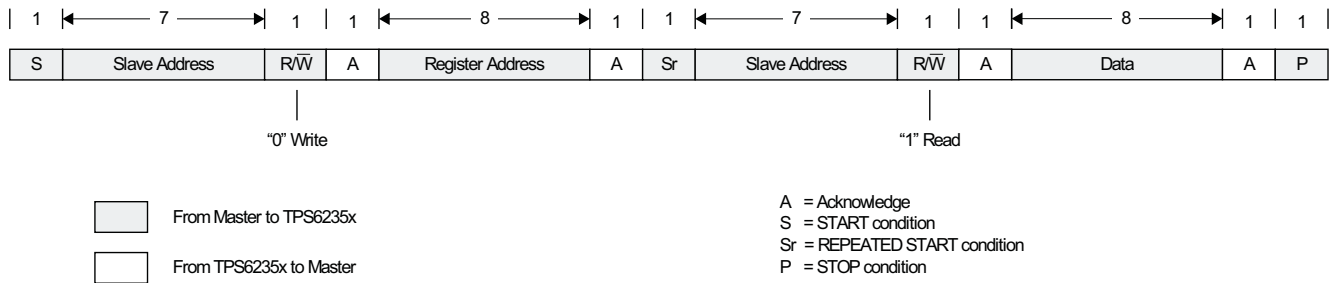 1 7 1 1 8 1 1 7 1 1 8 1 1
S Slave Address R/W̅ A Register Address A Sr Slave Address R/W̅ A Data A P
“0” Write “1” Read
From Master to TPS6235x
From TPS6235x to Master
A = Acknowledge
S = START condition
Sr = REPEATED START condition
P = STOP condition